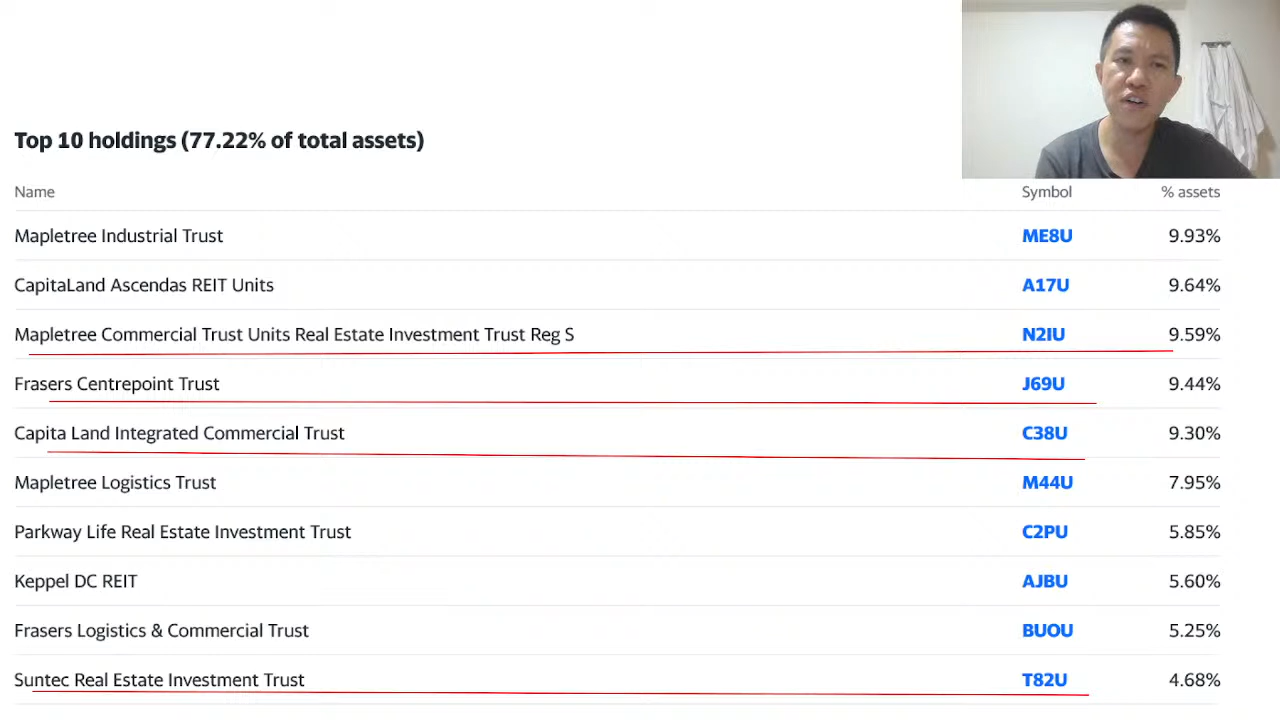 Top 10 holdings (77.22% of total assets)
Name Symbol % assets
Mapletree Industrial Trust ME8U 9.93%
CapitaLand Ascendas REIT Units A17U 9.64%
Mapletree Commercial Trust Units Real Estate Investment Trust Reg S N2IU 9.59%
Frasers Centrepoint Trust J69U 9.44%
Capita Land Integrated Commercial Trust C38U 9.30%
Mapletree Logistics Trust M44U 7.95%
Parkway Life Real Estate Investment Trust C2PU 5.85%
Keppel DC REIT AJBU 5.60%
Frasers Logistics & Commercial Trust BUOU 5.25%
Suntec Real Estate Investment Trust T82U 4.68%